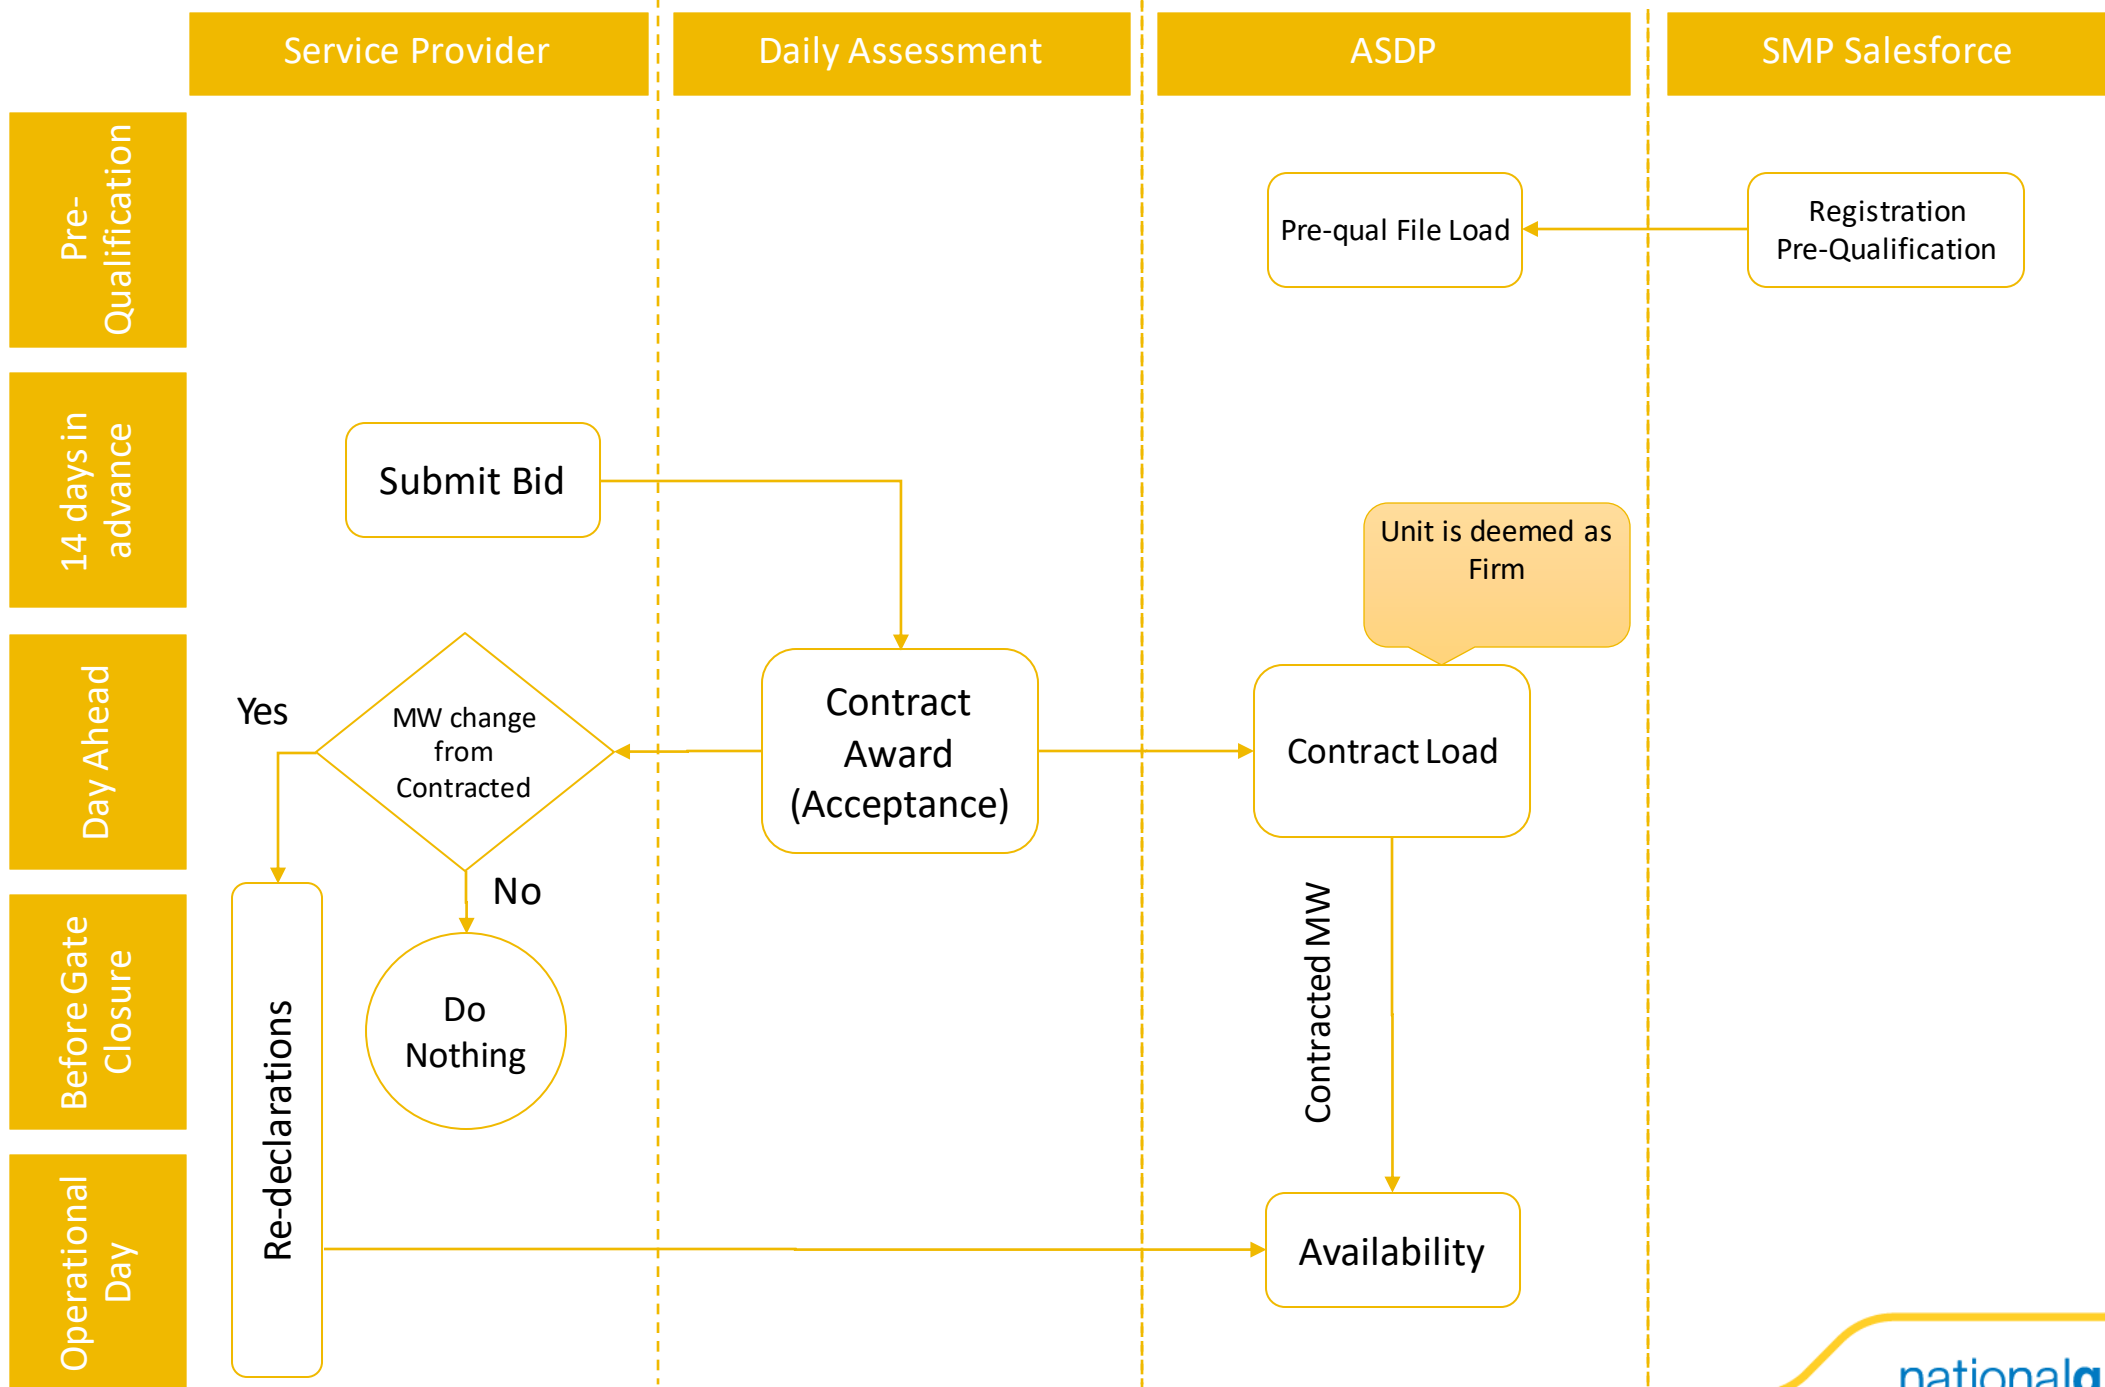 Service Provider
Daily Assessment
ASDP
SMP Salesforce
Pre-
Qualification
Pre-qual File Load
Registration
Pre-Qualification
14 days in
advance
Submit Bid
Unit is deemed as
Firm
Day Ahead
Yes
MW change
from
Contracted
No
Contract
Award
(Acceptance)
Contract Load
Before Gate
Closure
Re-declarations
Do
Nothing
Contracted MW
Operational
Day
Availability
nationalg